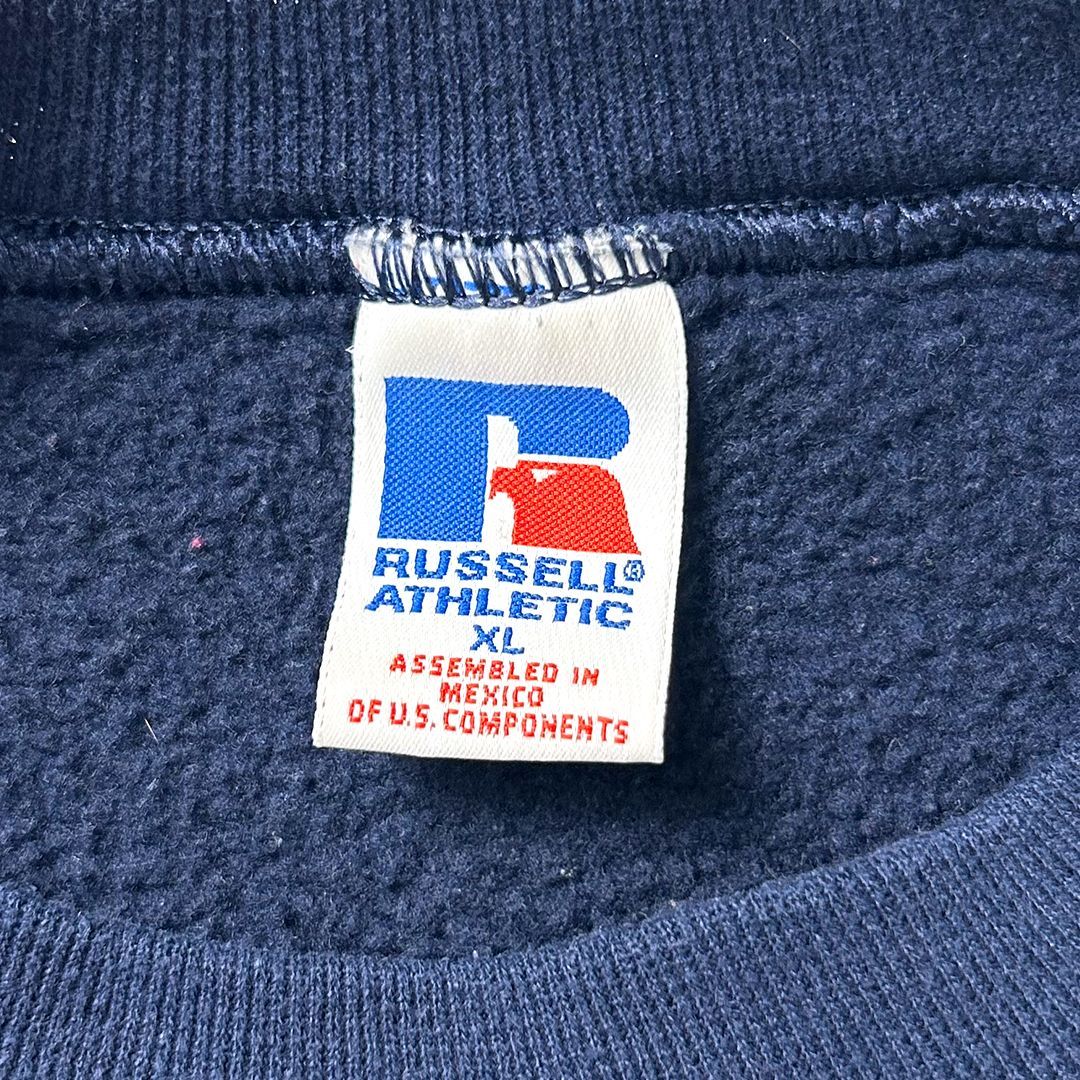 R
RUSSELL®
ATHLETIC
XL
ASSEMBLED IN
MEXICO
OF U.S. COMPONENTS